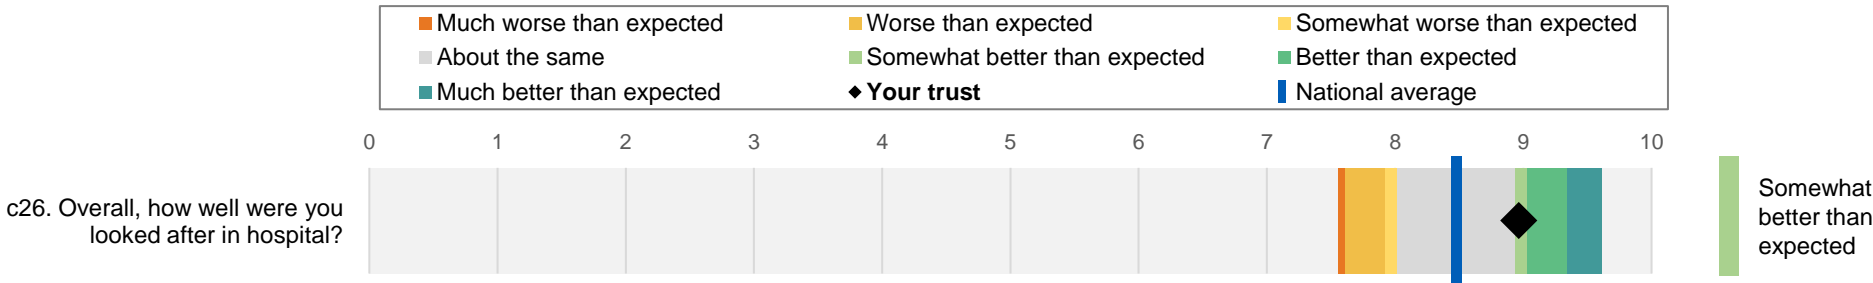 Much worse than expected Worse than expected Somewhat worse than expected
About the same Somewhat better than expected Better than expected
Much better than expected Your trust National average
0 1 2 3 4 5 6 7 8 9 10
c26. Overall, how well were you
looked after in hospital?
Somewhat
better than
expected